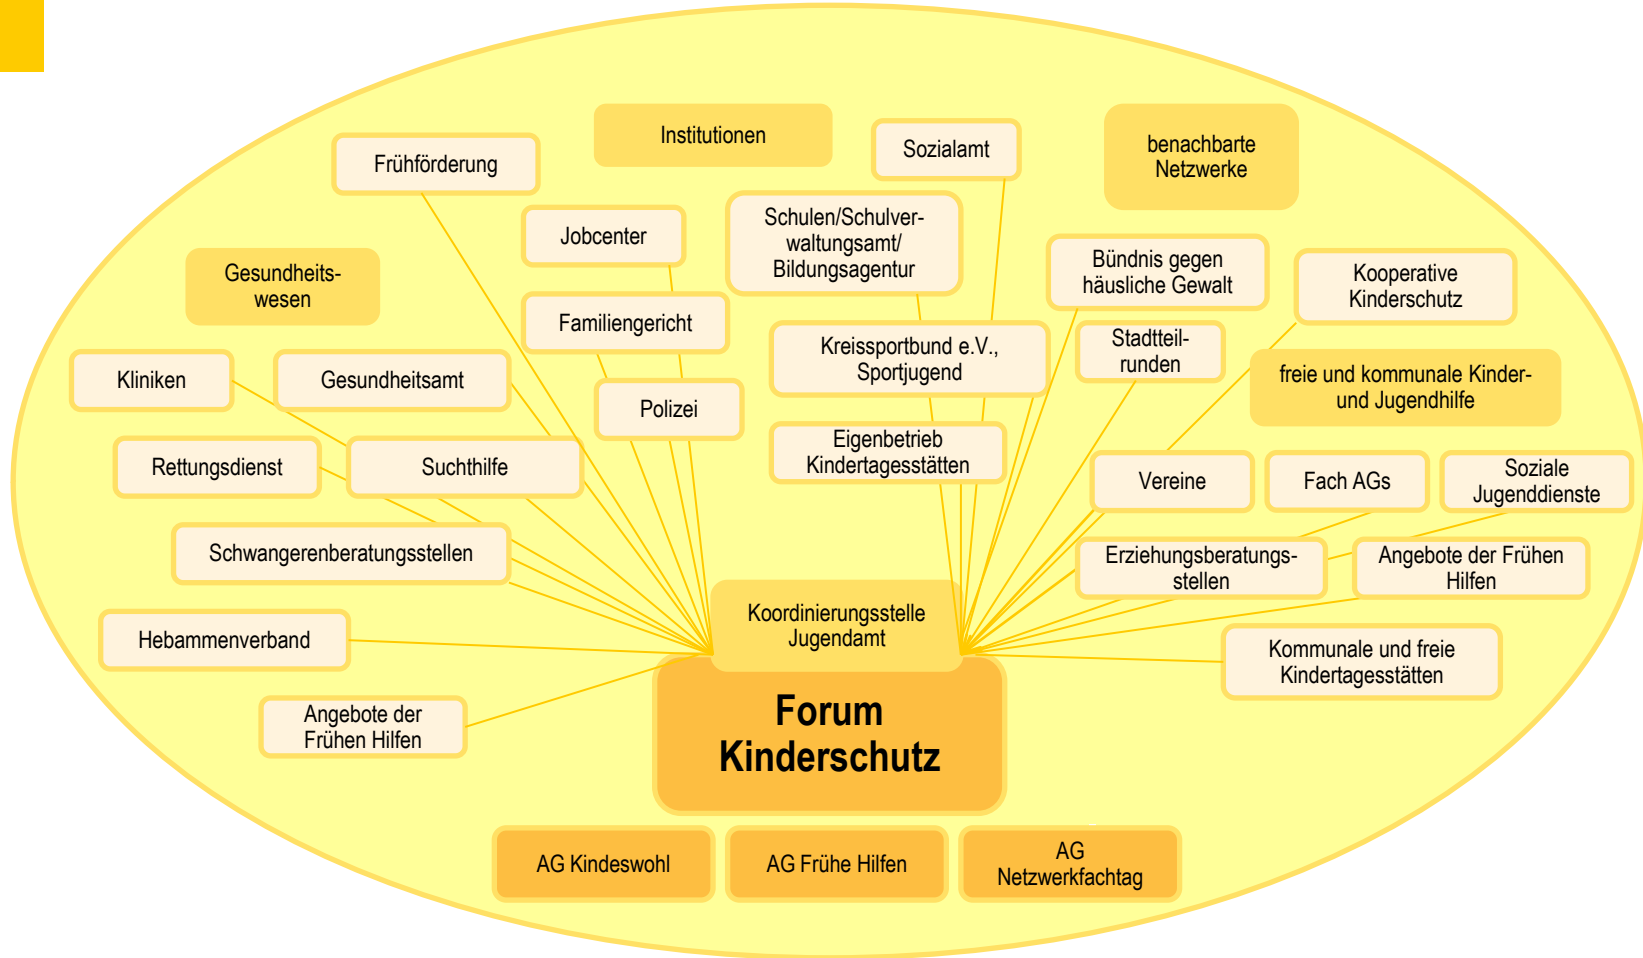 Institutionen
Sozialamt
benachbarte
Netzwerke
Frühförderung
Jobcenter
Schulen/Schulver-
waltungsamt/
Bildungsagentur
Bündnis gegen
häusliche Gewalt
Kooperative
Kinderschutz
Gesundheits-
wesen
Familiengericht
Kreissportbund e.V.,
Sportjugend
Stadtteil-
runden
freie und kommunale Kinder-
und Jugendhilfe
Kliniken
Gesundheitsamt
Polizei
Eigenbetrieb
Kindertagesstätten
Rettungsdienst
Suchthilfe
Vereine
Fach AGs
Soziale
Jugenddienste
Schwangerenberatungsstellen
Erziehungsberatungs-
stellen
Angebote der Frühen
Hilfen
Koordinierungsstelle
Jugendamt
Hebammenverband
Kommunale und freie
Kindertagesstätten
Angebote der
Frühen Hilfen
Forum
Kinderschutz
AG Kindeswohl
AG Frühe Hilfen
AG
Netzwerkfachtag